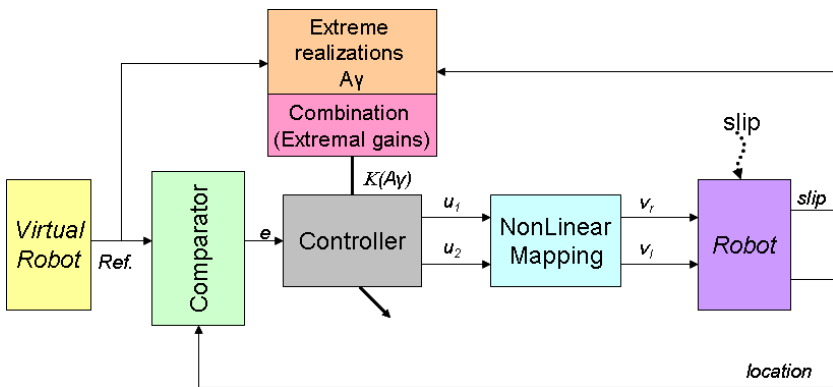 Extreme
realizations
Aγ
Combination
(Extremal gains)
K(Aγ)
slip
Virtual
Robot
Ref.
Comparator
e
Controller
u1
u2
NonLinear
Mapping
vr
vl
Robot
slip
location